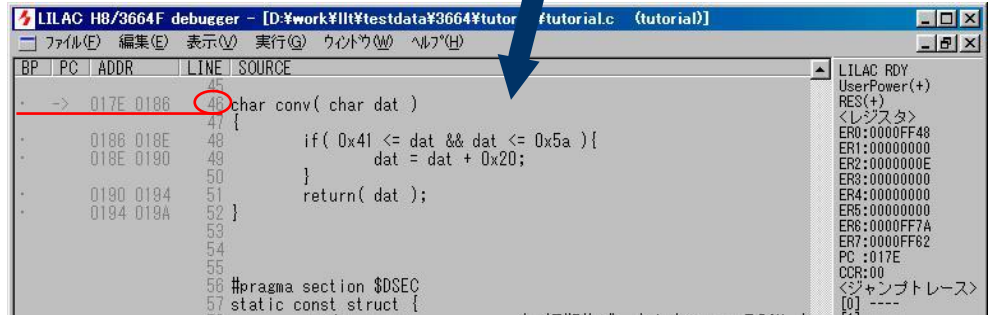 LILAC H8/3664F debugger - [D:¥work¥llt¥testdata¥3664¥tutor ¥tutorial.c (tutorial)]
ファイル(F) 編集(E) 表示(V) 実行(G) ウィンドウ(W) ヘルプ(H)
BP PC ADDR LINE SOURCE
45
-> 017E 0186 46 char conv( char dat )
47 {
0186 018E 48 if( 0x41 <= dat && dat <= 0x5a ){
018E 0190 49 dat = dat + 0x20;
50 }
0190 0194 51 return( dat );
0194 019A 52 }
53
54
55
56 #pragma section $DSEC
57 static const struct {
LILAC RDY
UserPower(+)
RES(+)
<レジスタ>
ER0:0000FF48
ER1:00000000
ER2:0000000E
ER3:00000000
ER4:00000000
ER5:00000000
ER6:0000FF7A
ER7:0000FF62
PC :017E
CCR:00
<ジャンプトレース>
[0] ----